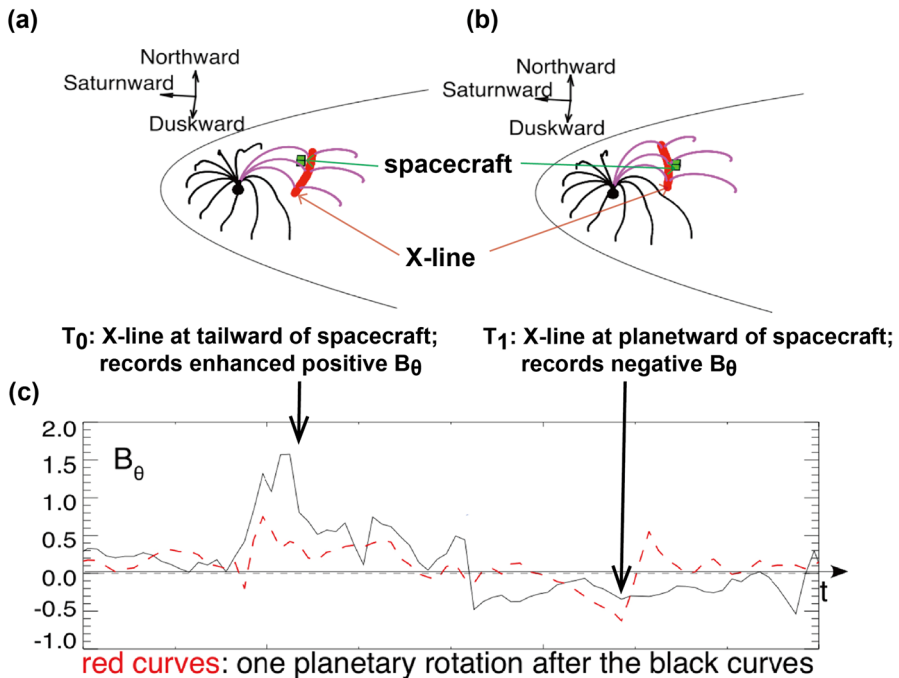 (a)
(b)
Northward
Saturnward
Duskward
Northward
Saturnward
Duskward
spacecraft
X-line
T0: X-line at tailward of spacecraft;
records enhanced positive Bθ
T1: X-line at planetward of spacecraft;
records negative Bθ
(c)
2.0
1.5
1.0
0.5
0.0
-0.5
-1.0
Bθ
t
red curves: one planetary rotation after the black curves